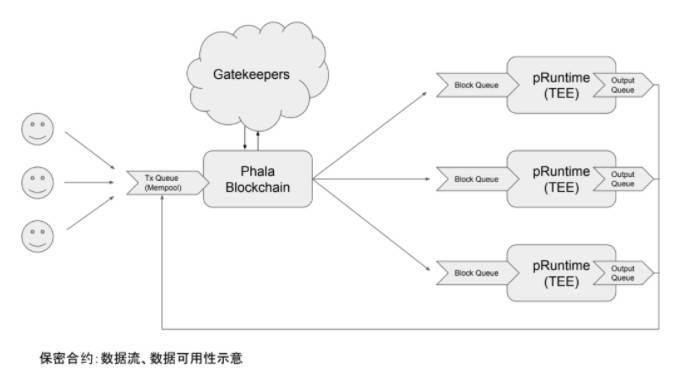 Gatekeepers
Tx Queue
(Mempool)
Phala
Blockchain
Block Queue
pRuntime
(TEE)
Output
Queue
Block Queue
pRuntime
(TEE)
Output
Queue
Block Queue
pRuntime
(TEE)
Output
Queue
保密合约：数据流、数据可用性示意